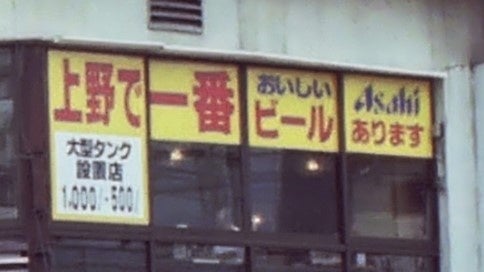 上野で一番
おいしい
ビール
Asahi
あります
大型タンク
設置店
1,000/-500/